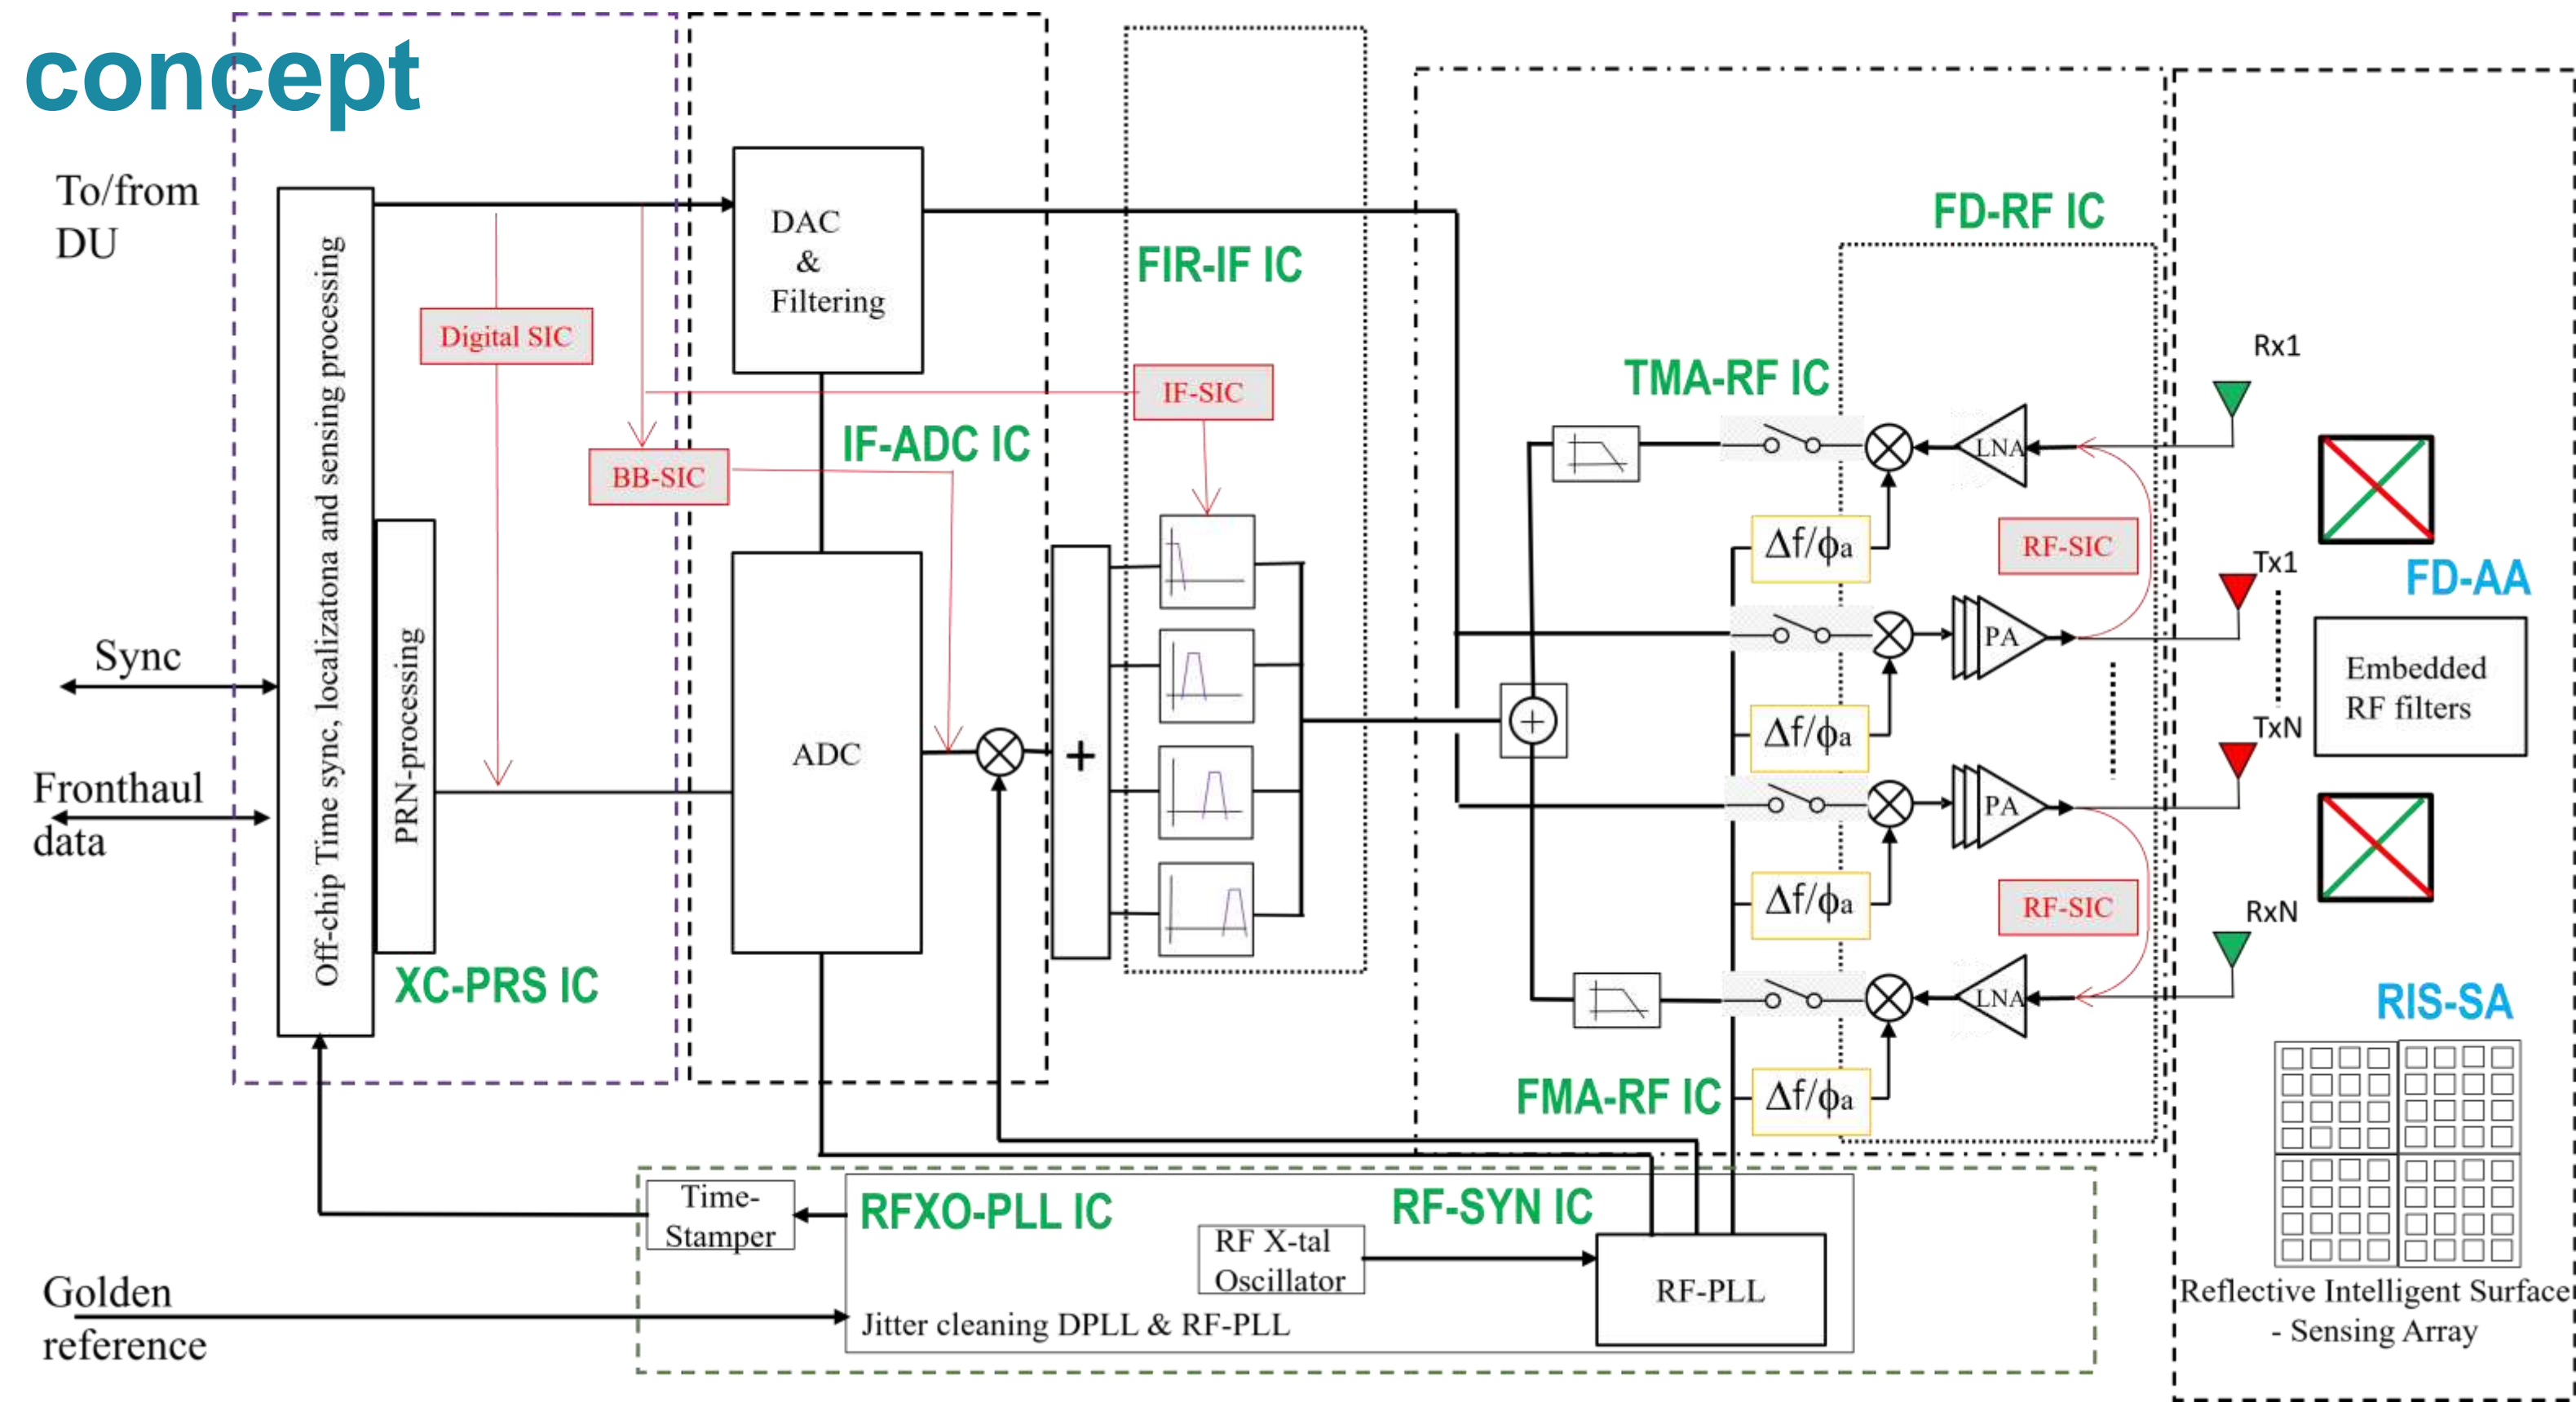 concept
To/from
DU
Sync
Fronthaul
data
Golden
reference
Off-chip Time sync, localizatona and sensing processing
PRN-processing
XC-PRS IC
Digital SIC
BB-SIC
DAC
&
Filtering
IF-ADC IC
ADC
+
FIR-IF IC
IF-SIC
TMA-RF IC
FMA-RF IC
FD-RF IC
LNA
Δf/ϕa
RF-SIC
PA
Δf/ϕa
PA
Δf/ϕa
RF-SIC
LNA
Δf/ϕa
Rx1
Tx1
TxN
RxN
FD-AA
Embedded
RF filters
RIS-SA
Reflective Intelligent Surface
- Sensing Array
Time-
Stamper
RFXO-PLL IC
RF-SYN IC
RF X-tal
Oscillator
RF-PLL
Jitter cleaning DPLL & RF-PLL